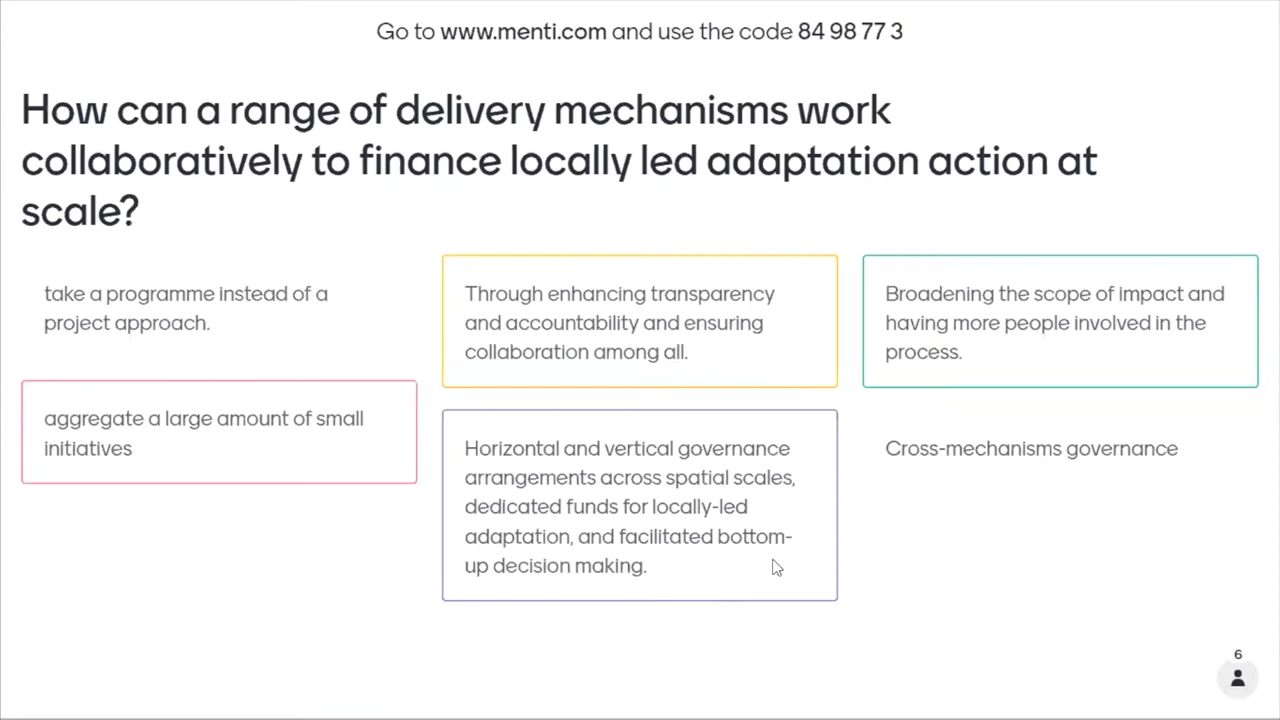 Go to www.menti.com and use the code 84 98 77 3
How can a range of delivery mechanisms work
collaboratively to finance locally led adaptation action at
scale?
take a programme instead of a
project approach.
aggregate a large amount of small
initiatives
Through enhancing transparency
and accountability and ensuring
collaboration among all.
Horizontal and vertical governance
arrangements across spatial scales,
dedicated funds for locally-led
adaptation, and facilitated bottom-
up decision making.
Broadening the scope of impact and
having more people involved in the
process.
Cross-mechanisms governance
6